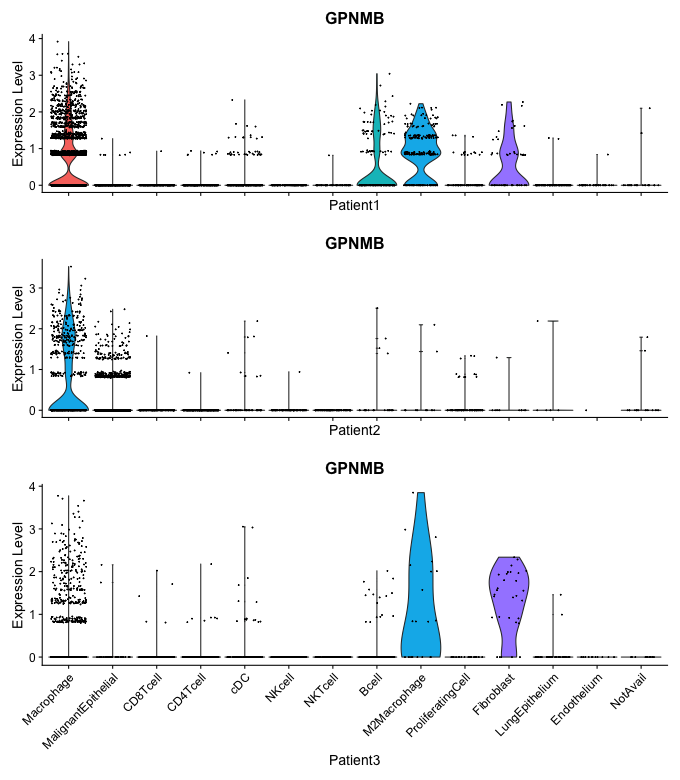 GPNMB
Expression Level
4
3
2
1
0
Patient1
GPNMB
Expression Level
3
2
1
0
Patient2
GPNMB
Expression Level
4
3
2
1
0
Macrophage
MalignantEpithelial
CD8Tcell
CD4Tcell
cDC
NKcell
NKTcell
Bcell
M2Macrophage
ProliferatingCell
Fibroblast
LungEpithelium
Endothelium
NotAvail
Patient3